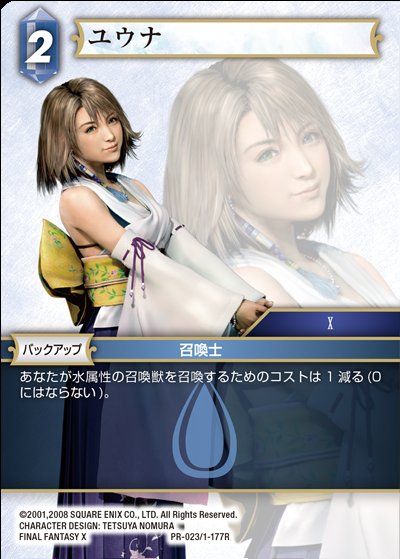 2
ユウナ
X
バックアップ
召喚士
あなたが水属性の召喚獣を召喚するためのコストは 1 減る (0
にはならない)。
©2001,2008 SQUARE ENIX CO., LTD. All Rights Reserved.
CHARACTER DESIGN: TETSUYA NOMURA
FINAL FANTASY X
PR-023/1-177R